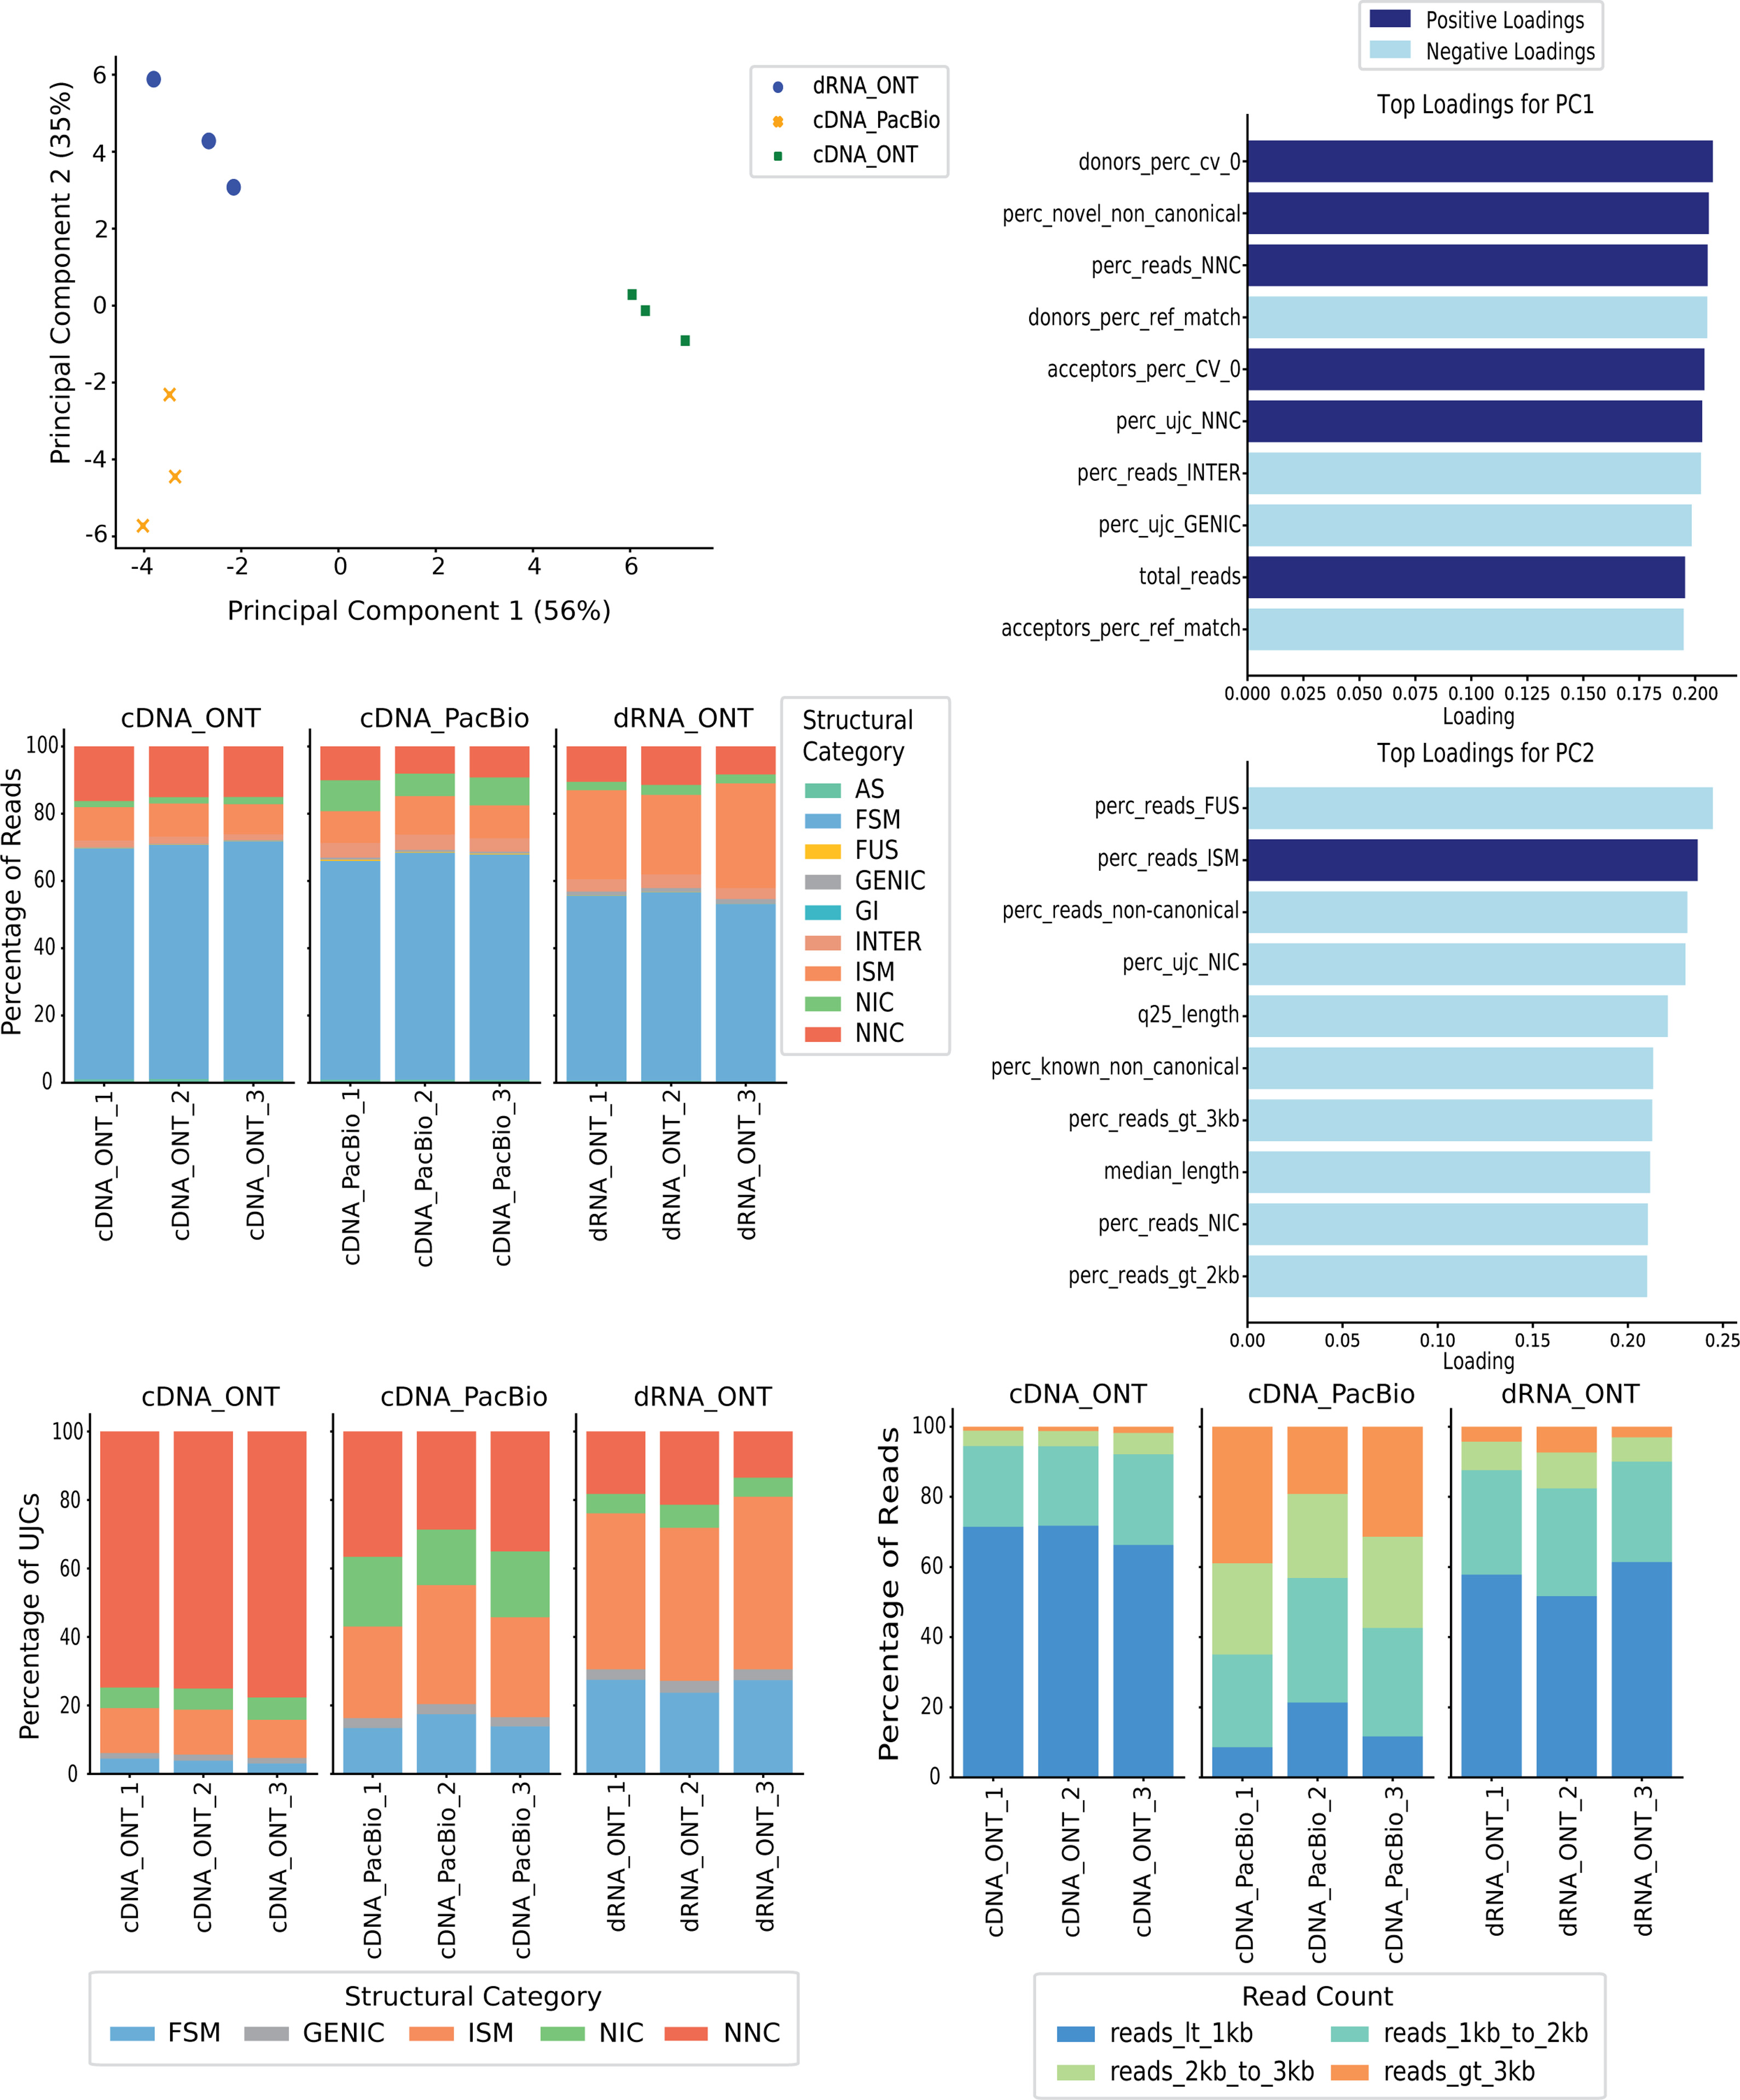 6
4
2
0
-2
-4
-6
Principal Component 2 (35%)
-4
-2
0
2
4
6
Principal Component 1 (56%)
dRNA_ONT
cDNA_PacBio
cDNA_ONT
Positive Loadings
Negative Loadings
Top Loadings for PC1
donors_perc_cv_0
perc_novel_non_canonical
perc_reads_NNC
donors_perc_ref_match
acceptors_perc_CV_0
perc_ujc_NNC
perc_reads_INTER
perc_ujc_GENIC
total_reads
acceptors_perc_ref_match
0.000 0.025 0.050 0.075 0.100 0.125 0.150 0.175 0.200
Loading
cDNA_ONT
cDNA_PacBio
dRNA_ONT
100
80
60
40
20
0
Percentage of Reads
cDNA_ONT_1
cDNA_ONT_2
cDNA_ONT_3
cDNA_PacBio_1
cDNA_PacBio_2
cDNA_PacBio_3
dRNA_ONT_1
dRNA_ONT_2
dRNA_ONT_3
Structural
Category
AS
FSM
FUS
GENIC
GI
INTER
ISM
NIC
NNC
Top Loadings for PC2
perc_reads_FUS
perc_reads_ISM
perc_reads_non-canonical
perc_ujc_NIC
q25_length
perc_known_non_canonical
perc_reads_gt_3kb
median_length
perc_reads_NIC
perc_reads_gt_2kb
0.00 0.05 0.10 0.15 0.20 0.25
Loading
cDNA_ONT
cDNA_PacBio
dRNA_ONT
100
80
60
40
20
0
Percentage of UJCs
cDNA_ONT_1
cDNA_ONT_2
cDNA_ONT_3
cDNA_PacBio_1
cDNA_PacBio_2
cDNA_PacBio_3
dRNA_ONT_1
dRNA_ONT_2
dRNA_ONT_3
Structural Category
FSM GENIC ISM NIC NNC
cDNA_ONT
cDNA_PacBio
dRNA_ONT
100
80
60
40
20
0
Percentage of Reads
cDNA_ONT_1
cDNA_ONT_2
cDNA_ONT_3
cDNA_PacBio_1
cDNA_PacBio_2
cDNA_PacBio_3
dRNA_ONT_1
dRNA_ONT_2
dRNA_ONT_3
Read Count
reads_lt_1kb reads_1kb_to_2kb
reads_2kb_to_3kb reads_gt_3kb